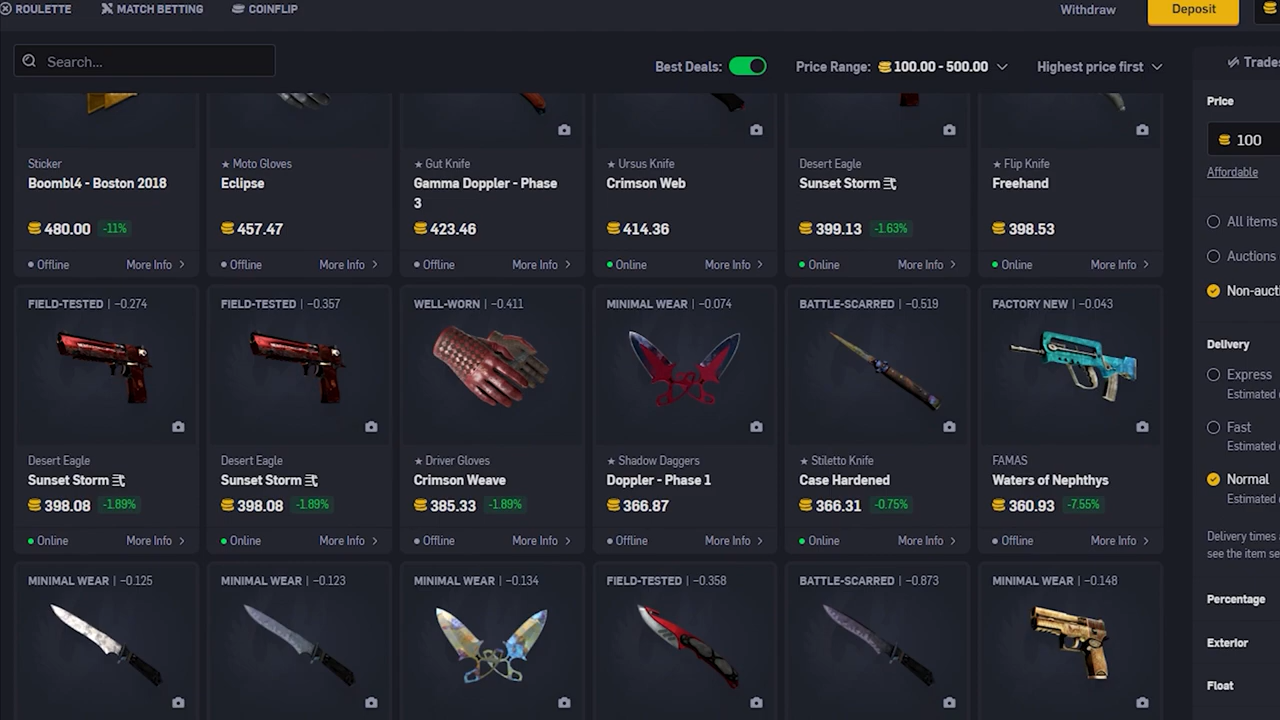 ROULETTE MATCH BETTING COINFLIP Withdraw Deposit
Search... Best Deals: Price Range: 100.00 - 500.00 Highest price first
Sticker
Boombl4 - Boston 2018
480.00 -11%
Offline More Info
★ Moto Gloves
Eclipse
457.47
Offline More Info
★ Gut Knife
Gamma Doppler - Phase
3
423.46
Offline More Info
★ Ursus Knife
Crimson Web
414.36
Online More Info
Desert Eagle
Sunset Storm 弐
399.13 -1.63%
Online More Info
★ Flip Knife
Freehand
398.53
Online More Info
FIELD-TESTED | ~0.274
Desert Eagle
Sunset Storm 弐
398.08 -1.89%
Online More Info
FIELD-TESTED | ~0.357
Desert Eagle
Sunset Storm 弐
398.08 -1.89%
Online More Info
WELL-WORN | ~0.411
★ Driver Gloves
Crimson Weave
385.33 -1.89%
Offline More Info
MINIMAL WEAR | ~0.074
★ Shadow Daggers
Doppler - Phase 1
366.87
Offline More Info
BATTLE-SCARRED | ~0.519
★ Stiletto Knife
Case Hardened
366.31 -0.75%
Online More Info
FACTORY NEW | ~0.043
FAMAS
Waters of Nephthys
360.93 -7.55%
Offline More Info
MINIMAL WEAR | ~0.125
MINIMAL WEAR | ~0.123
MINIMAL WEAR | ~0.134
FIELD-TESTED | ~0.358
BATTLE-SCARRED | ~0.873
MINIMAL WEAR | ~0.148
Trades
Price
100
Affordable
All items
Auctions
Non-aucti
Delivery
Express
Estimated
Fast
Estimated
Normal
Estimated
Delivery times
see the item se
Percentage
Exterior
Float